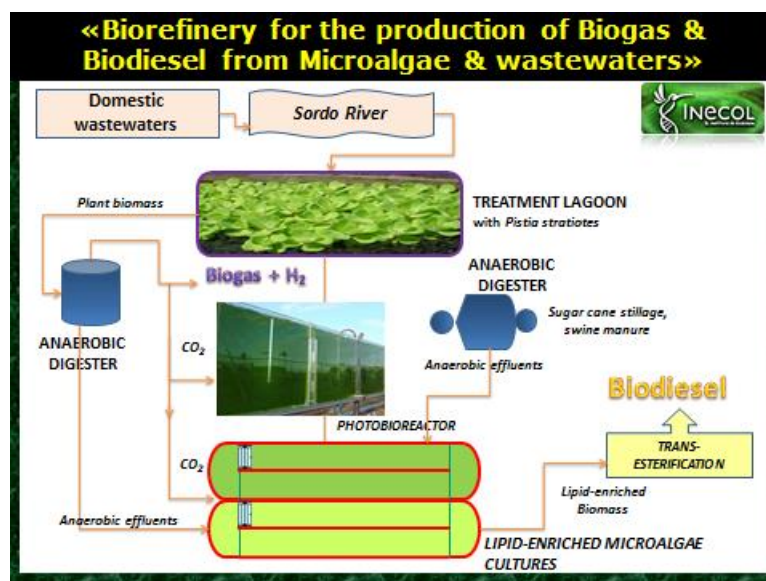 «Biorefinery for the production of Biogas &
Biodiesel from Microalgae & wastewaters»
Domestic
wastewaters
Sordo River
INECOL
Plant biomass
TREATMENT LAGOON
with Pistia stratiotes
Biogas + H₂
ANAEROBIC
DIGESTER
Sugar cane stillage,
swine manure
ANAEROBIC
DIGESTER
CO₂
Anaerobic effluents
Biodiesel
PHOTOBIOREACTOR
TRANS-
ESTERIFICATION
CO₂
Lipid-enriched
Biomass
Anaerobic effluents
LIPID-ENRICHED MICROALGAE
CULTURES